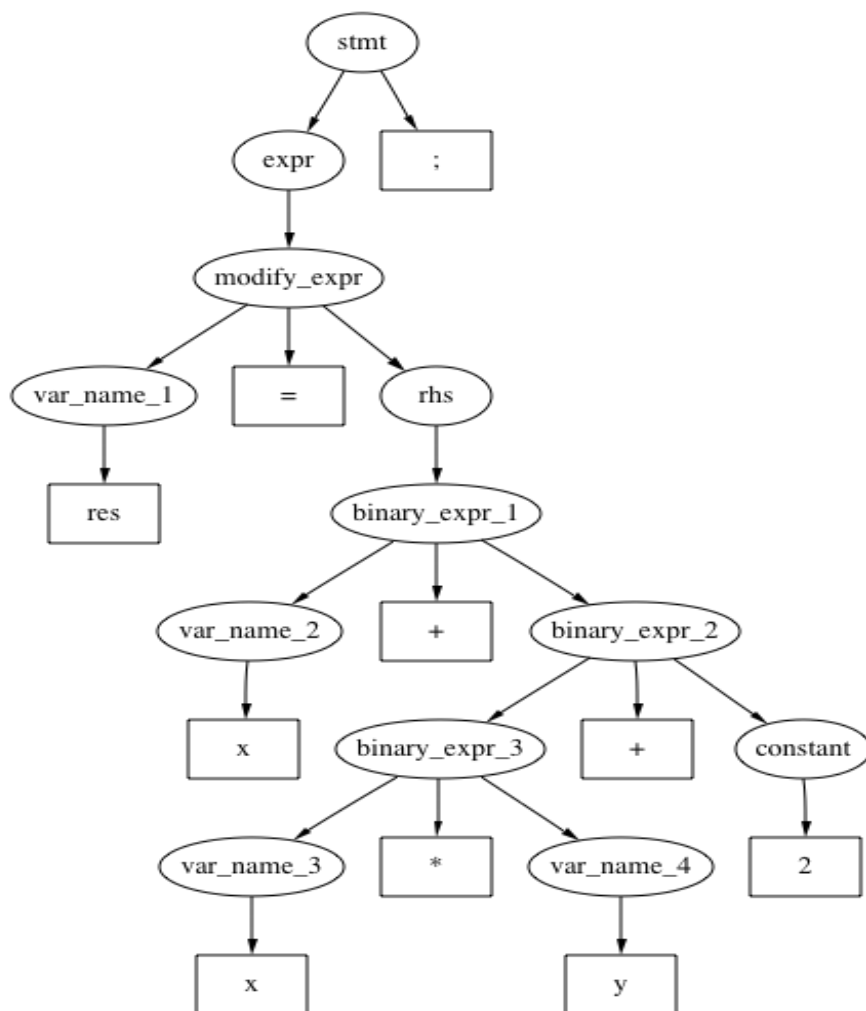 stmt
expr
;
modify_expr
var_name_1
=
rhs
res
binary_expr_1
var_name_2
+
binary_expr_2
x
binary_expr_3
+
constant
var_name_3
*
var_name_4
2
x
y